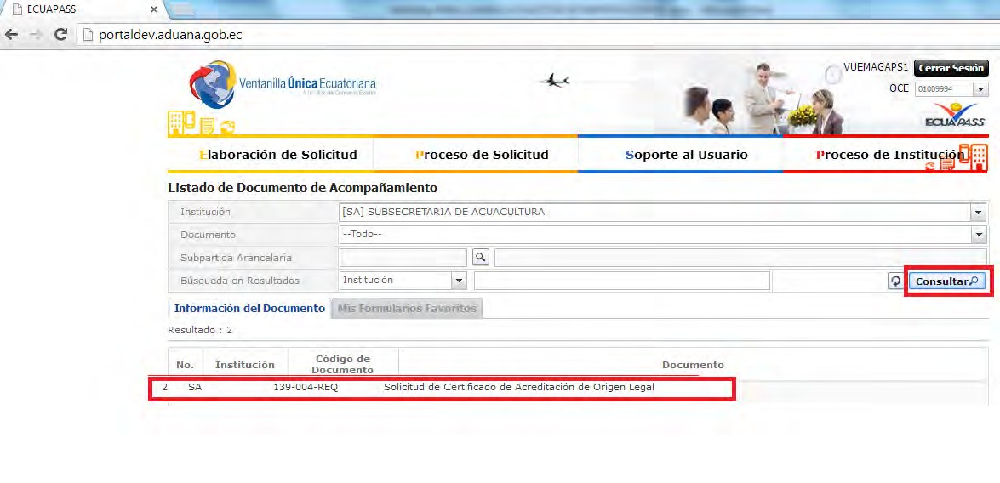 ECUAPASS ×
portaldev.aduana.gob.ec
VUEMAGAPS1 Cerrar Sesión
Ventanilla Única Ecuatoriana
OCE 01009994
ECUAPASS
Elaboración de Solicitud Proceso de Solicitud Soporte al Usuario Proceso de Institución
Listado de Documento de Acompañamiento
Institución [SA] SUBSECRETARIA DE ACUACULTURA
Documento --Todo--
Subpartida Arancelaria
Búsqueda en Resultados Institución Consultar
Información del Documento Mis Formularios Favoritos
Resultado : 2
No. Institución Código de Documento Documento
2 SA 139-004-REQ Solicitud de Certificado de Acreditación de Origen Legal